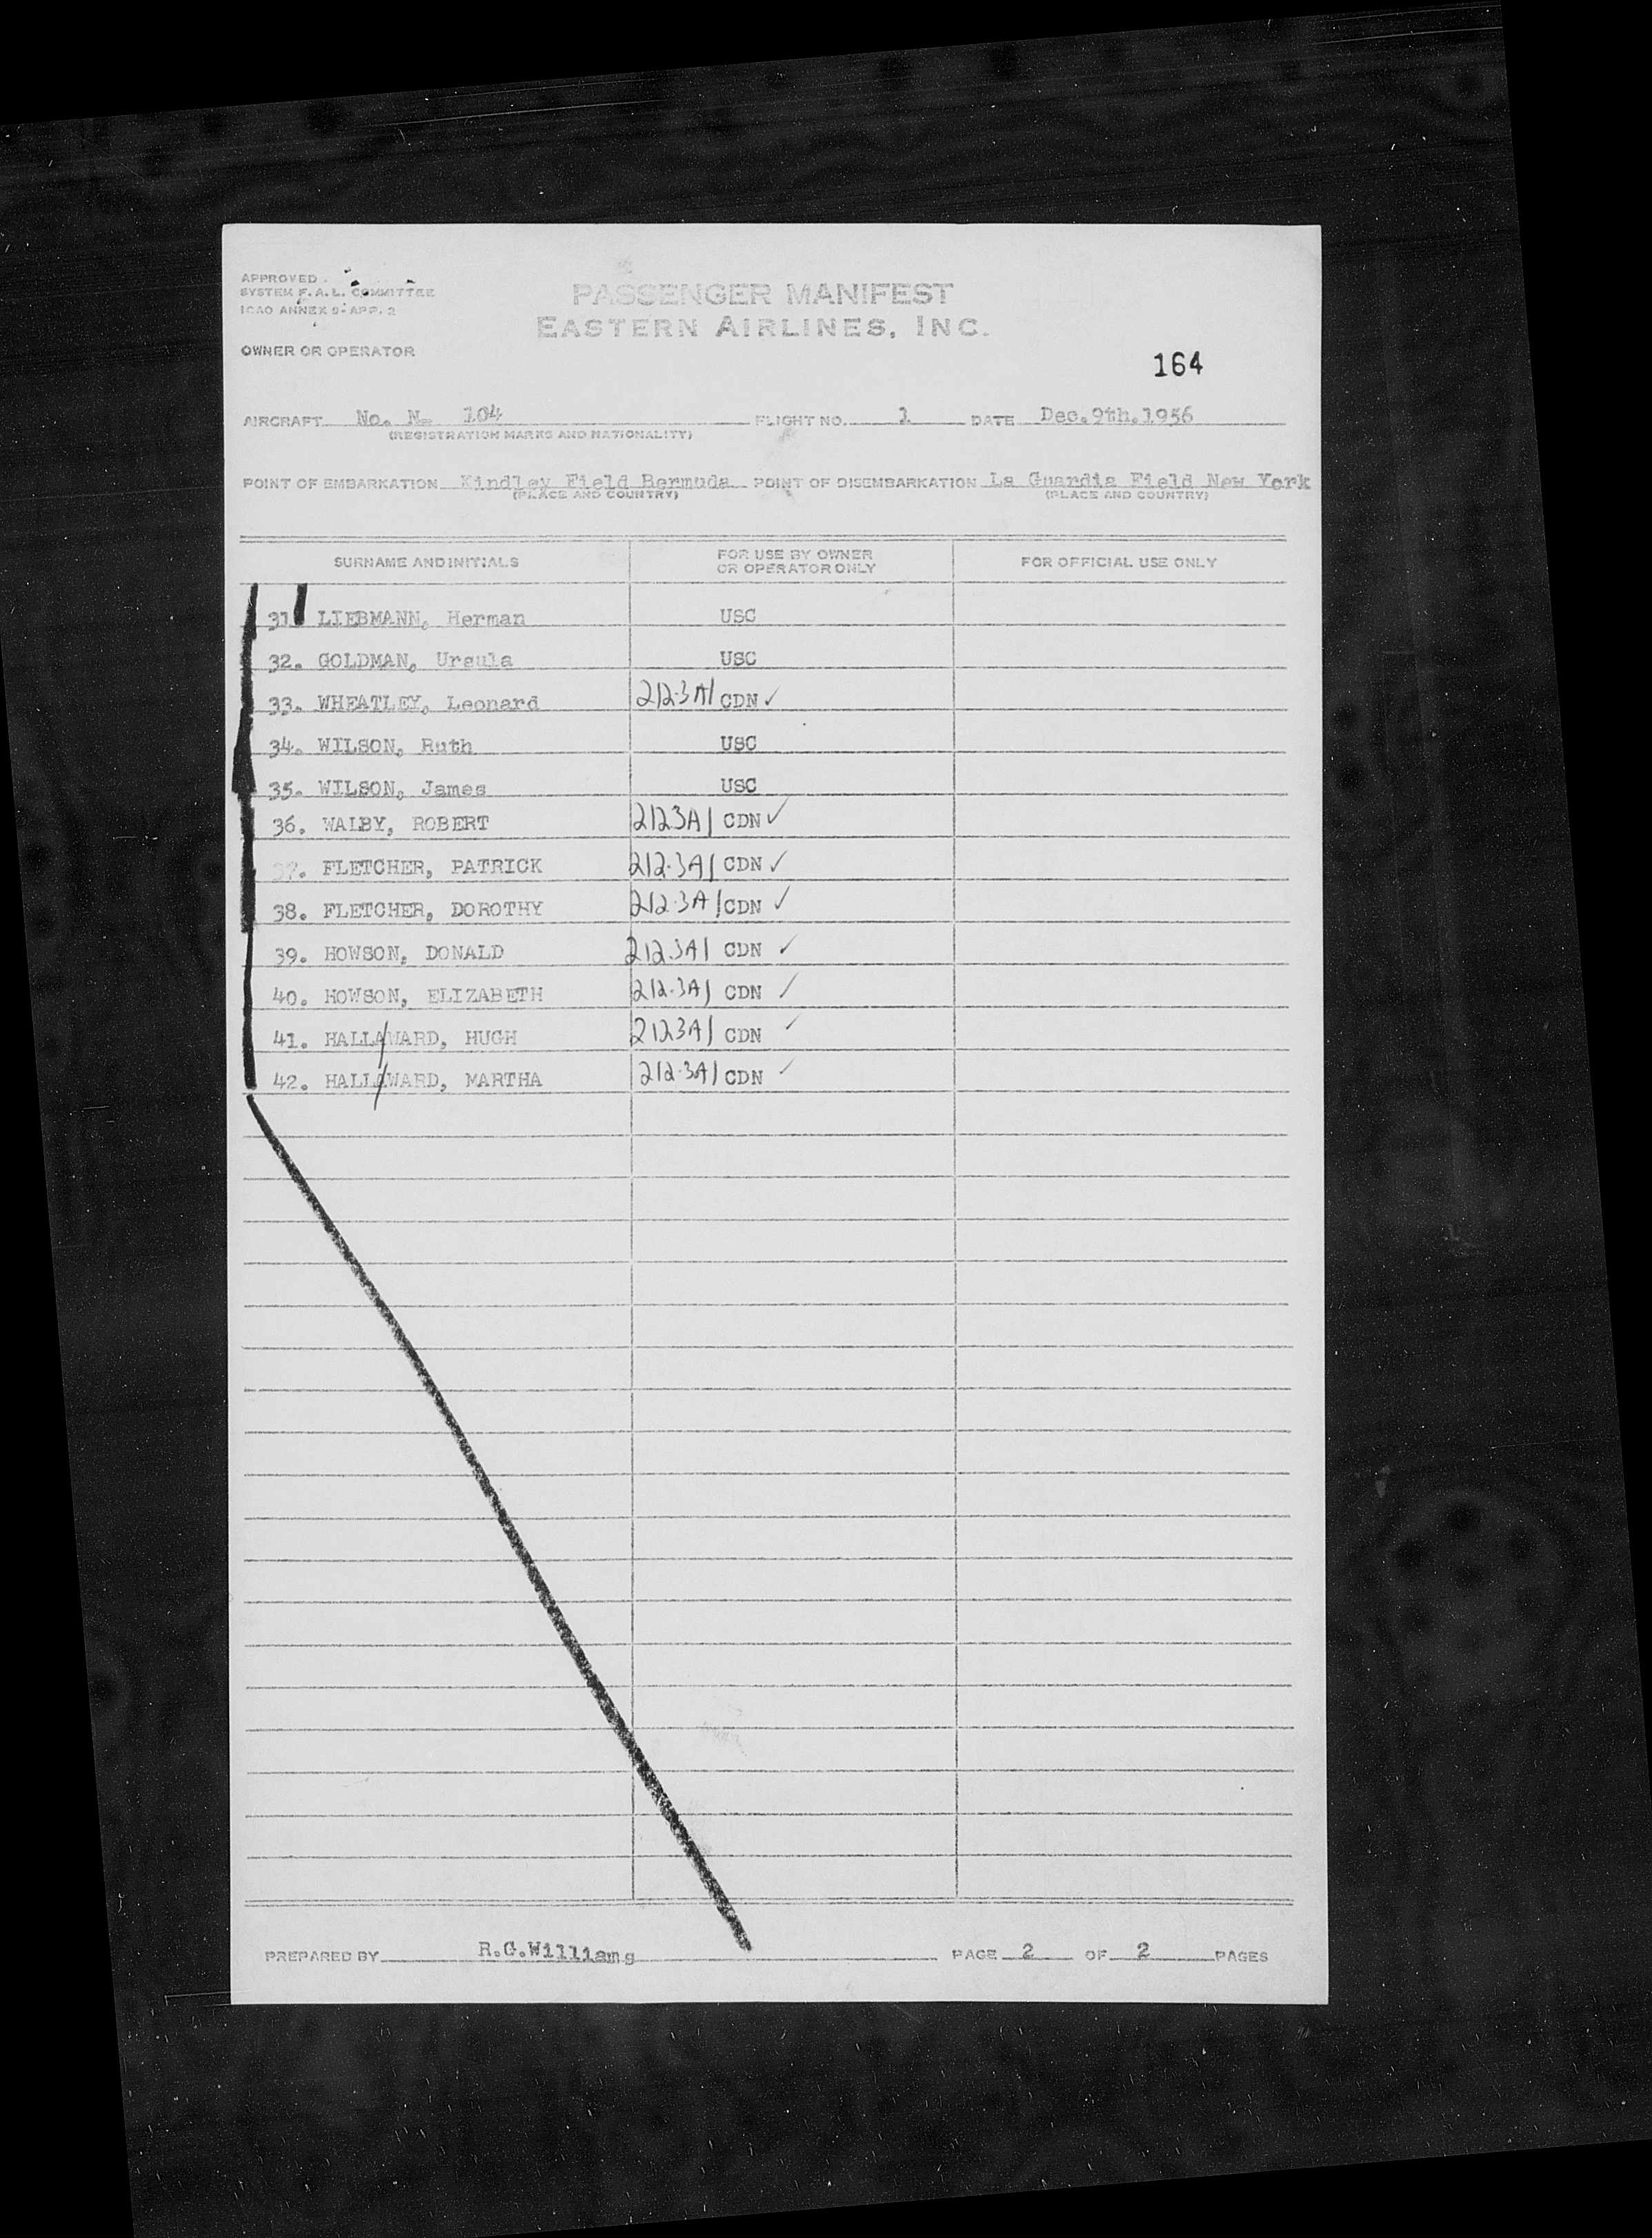 APPROVED
SYSTEM F.A.L. COMMITTEE
ICAO ANNEX 9-APP. 2
PASSENGER MANIFEST
EASTERN AIRLINES, INC.
OWNER OR OPERATOR
164
AIRCRAFT No. N- 104 FLIGHT NO. 1 DATE Dec.9th.1956
(REGISTRATION MARKS AND NATIONALITY)
POINT OF EMBARKATION Kindley Field Bermuda POINT OF DISEMBARKATION La Guardia Field New York
(PLACE AND COUNTRY) (PLACE AND COUNTRY)
SURNAME AND INITIALS FOR USE BY OWNER OR OPERATOR ONLY FOR OFFICIAL USE ONLY
31. LIEBMANN, Herman USC
32. GOLDMAN, Ursula USC
33. WHEATLEY, Leonard 212·3A1 CDN ✓
34. WILSON, Ruth USC
35. WILSON, James USC
36. WALBY, ROBERT 2123A1 CDN ✓
37. FLETCHER, PATRICK 212·3A1 CDN ✓
38. FLETCHER, DOROTHY 212·3A1 CDN ✓
39. HOWSON, DONALD 212.3A1 CDN ✓
40. HOWSON, ELIZABETH 212·3A1 CDN ✓
41. HALLAWARD, HUGH 2123A1 CDN ✓
42. HALLAWARD, MARTHA 212·3A1 CDN ✓
PREPARED BY R.G.Williams PAGE 2 OF 2 PAGES